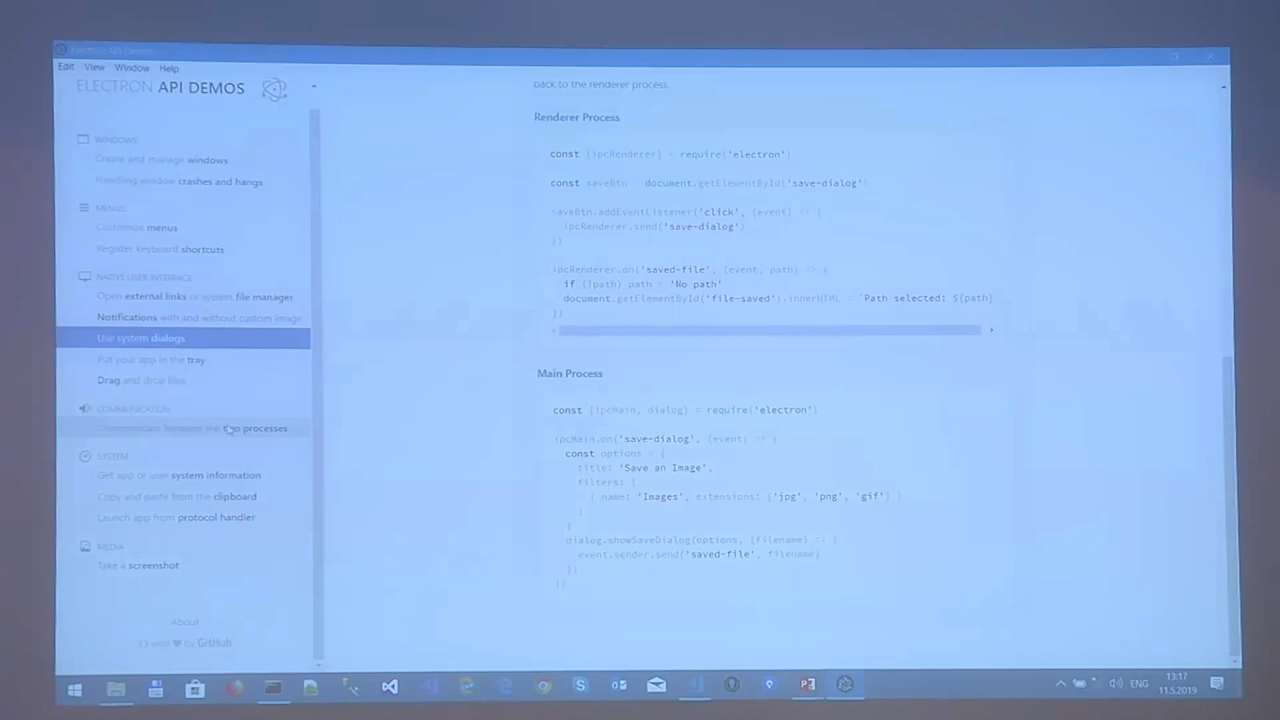 Electron API Demos
Edit View Window Help
ELECTRON API DEMOS
WINDOWS
Create and manage windows
Handling window crashes and hangs
MENUS
Customize menus
Register keyboard shortcuts
NATIVE USER INTERFACE
Open external links or system file manager
Notifications with and without custom image
Use system dialogs
Put your app in the tray
Drag and drop files
COMMUNICATION
Communicate between the two processes
SYSTEM
Get app or user system information
Copy and paste from the clipboard
Launch app from protocol handler
MEDIA
Take a screenshot
About
with by GitHub
back to the renderer process.
Renderer Process
const {ipcRenderer} = require('electron')
const saveBtn = document.getElementById('save-dialog')
saveBtn.addEventListener('click', (event) => {
ipcRenderer.send('save-dialog')
})
ipcRenderer.on('saved-file', (event, path) => {
if (!path) path = 'No path'
document.getElementById('file-saved').innerHTML = `Path selected: ${path}
})
Main Process
const {ipcMain, dialog} = require('electron')
ipcMain.on('save-dialog', (event) => {
const options = {
title: 'Save an Image',
filters: [
{ name: 'Images', extensions: ['jpg', 'png', 'gif'] }
]
}
dialog.showSaveDialog(options, (filename) => {
event.sender.send('saved-file', filename)
})
})
ENG
13:17
11.5.2019